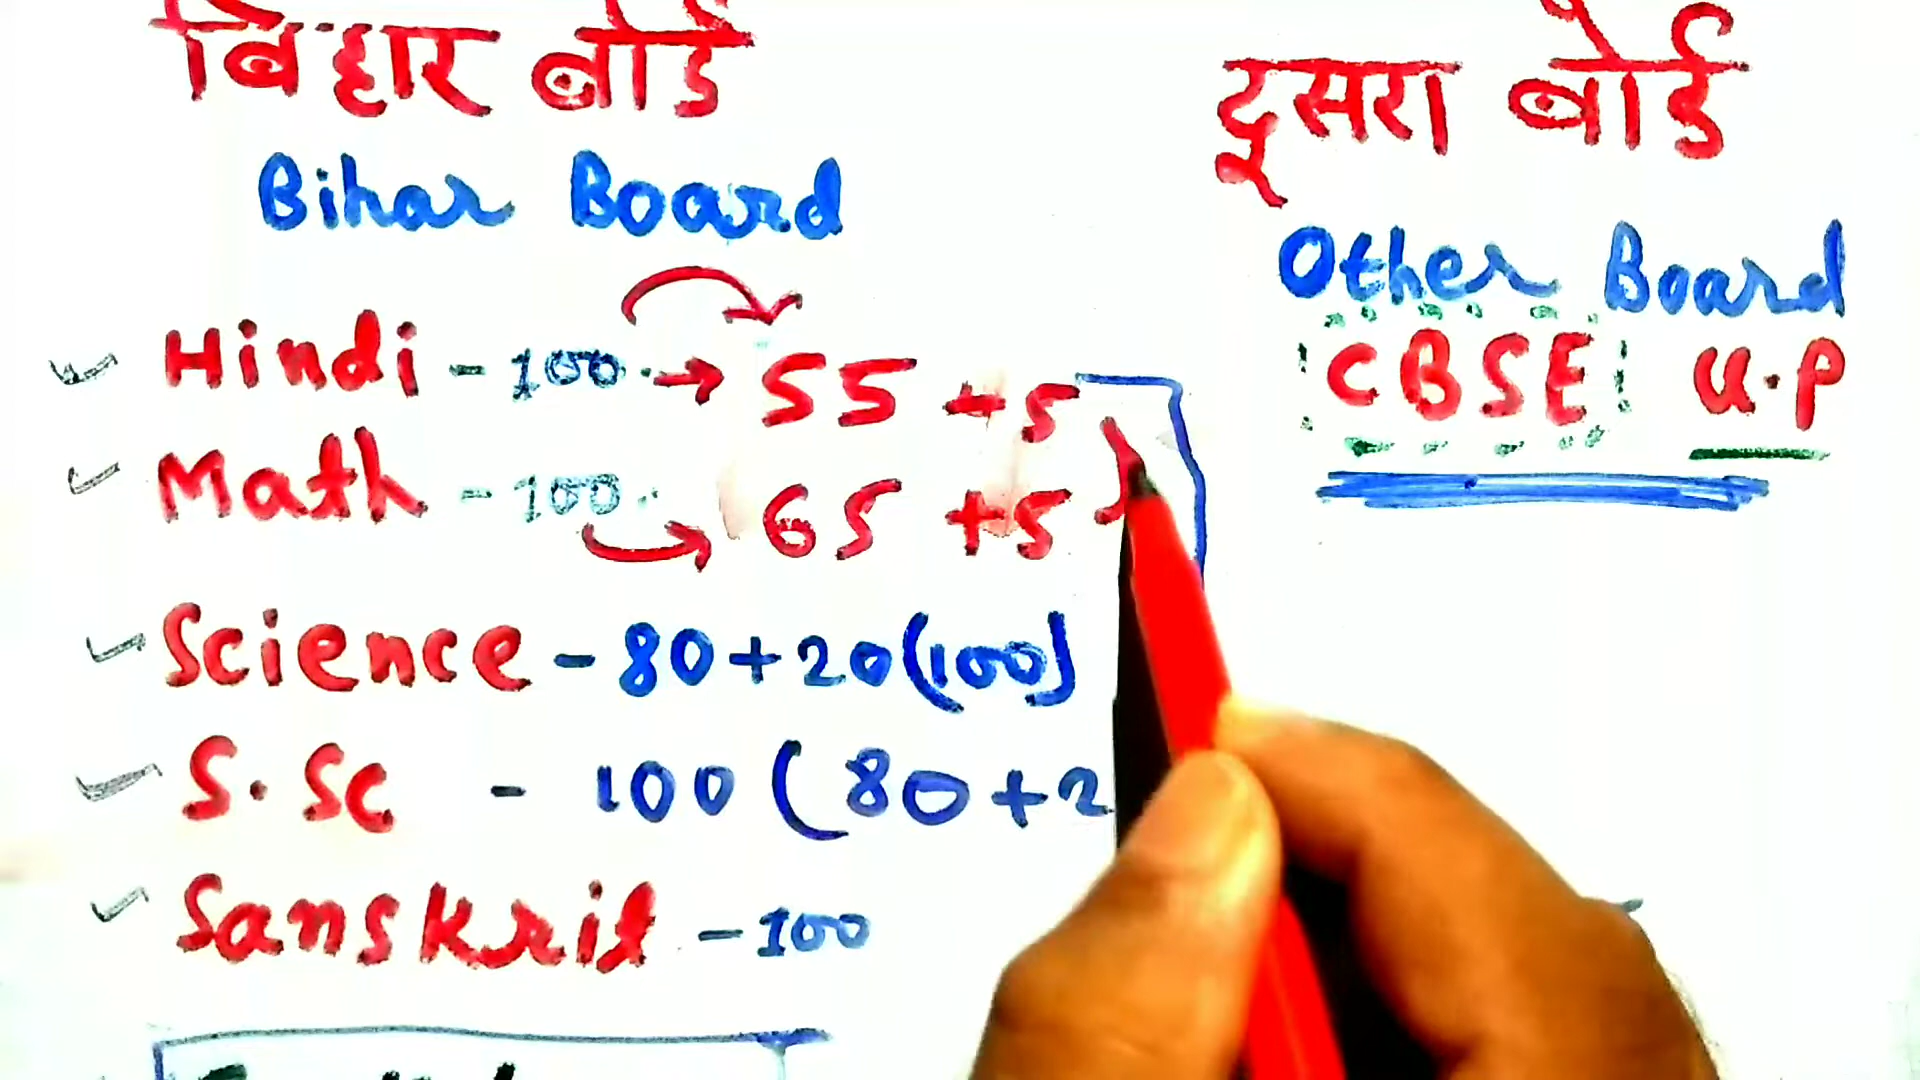 बिहार बोर्ड
Bihar Board
Hindi - 100 → 55 + 5
Math - 100 → 65 + 5
Science - 80 + 20 (100)
S. Sc - 100 ( 80 + 2
Sanskrit - 100
दूसरा बोर्ड
Other Board
CBSE U.P